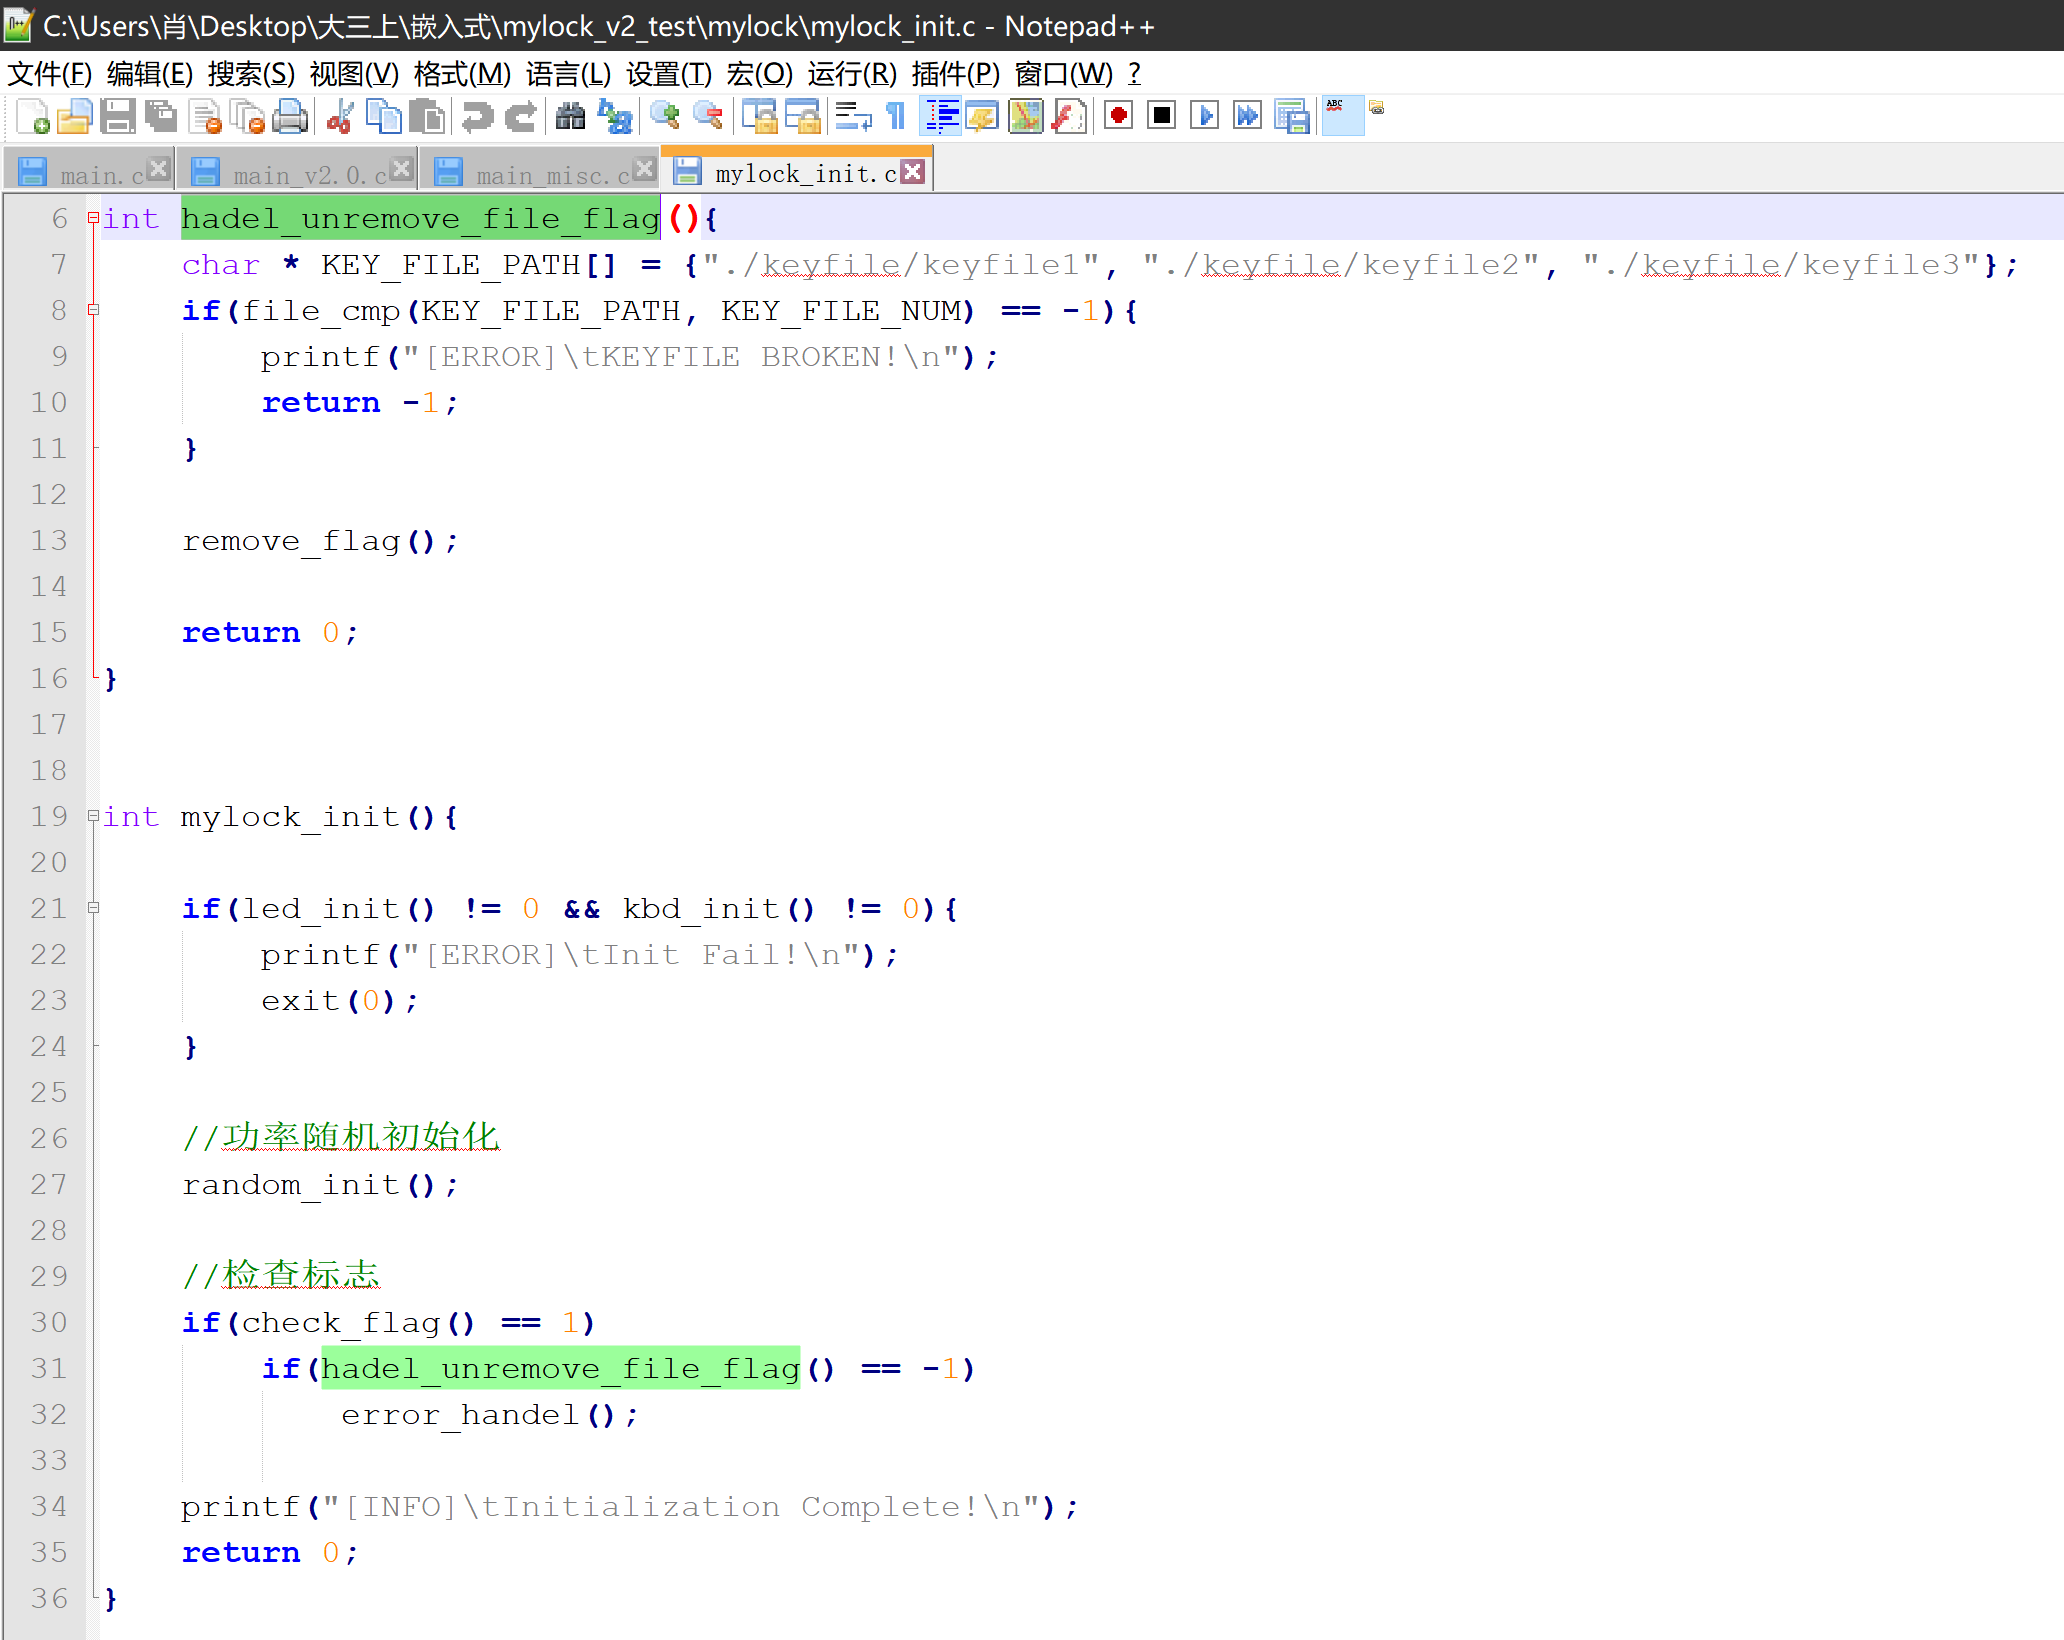 C:\Users\肖\Desktop\大三上\嵌入式\mylock_v2_test\mylock\mylock_init.c - Notepad++
文件(F) 编辑(E) 搜索(S) 视图(V) 格式(M) 语言(L) 设置(T) 宏(O) 运行(R) 插件(P) 窗口(W) ?
ABC
main.c main_v2.0.c main_misc.c mylock_init.c
6 int hadel_unremove_file_flag(){
7 char * KEY_FILE_PATH[] = {"./keyfile/keyfile1", "./keyfile/keyfile2", "./keyfile/keyfile3"};
8 if(file_cmp(KEY_FILE_PATH, KEY_FILE_NUM) == -1){
9 printf("[ERROR]\tKEYFILE BROKEN!\n");
10 return -1;
11 }
12
13 remove_flag();
14
15 return 0;
16 }
17
18
19 int mylock_init(){
20
21 if(led_init() != 0 && kbd_init() != 0){
22 printf("[ERROR]\tInit Fail!\n");
23 exit(0);
24 }
25
26 //功率随机初始化
27 random_init();
28
29 //检查标志
30 if(check_flag() == 1)
31 if(hadel_unremove_file_flag() == -1)
32 error_handel();
33
34 printf("[INFO]\tInitialization Complete!\n");
35 return 0;
36 }